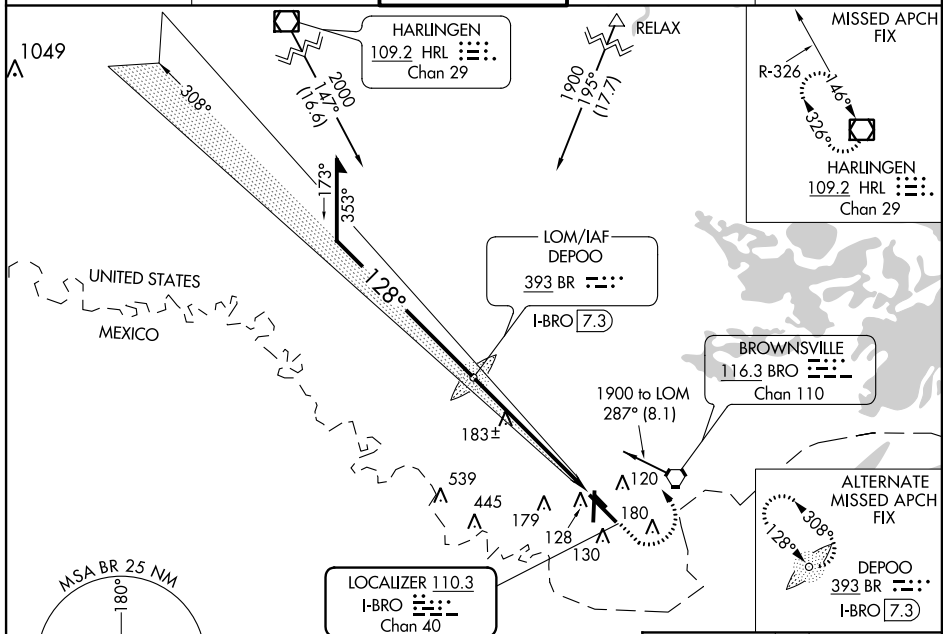 1049
HARLINGEN
109.2 HRL
Chan 29
RELAX
2000
147°
(16.6)
1900
195°
(17.7)
308°
173°
353°
128°
MISSED APCH
FIX
R-326
146°
326°
HARLINGEN
109.2 HRL
Chan 29
LOM/IAF
DEPOO
393 BR
I-BRO 7.3
UNITED STATES
MEXICO
BROWNSVILLE
116.3 BRO
Chan 110
1900 to LOM
287° (8.1)
183±
539
445
179
128
130
120
180
ALTERNATE
MISSED APCH
FIX
308°
128°
DEPOO
393 BR
I-BRO 7.3
LOCALIZER 110.3
I-BRO
Chan 40
MSA BR 25 NM
180°